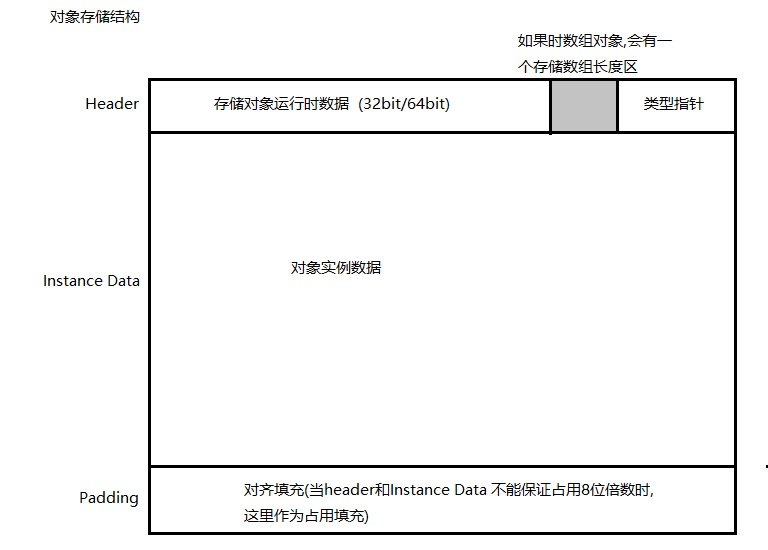 对象存储结构
如果时数组对象,会有一
个存储数组长度区
Header
存储对象运行时数据 (32bit/64bit)
类型指针
Instance Data
对象实例数据
Padding
对齐填充(当header和Instance Data 不能保证占用8位倍数时,
这里作为占用填充)